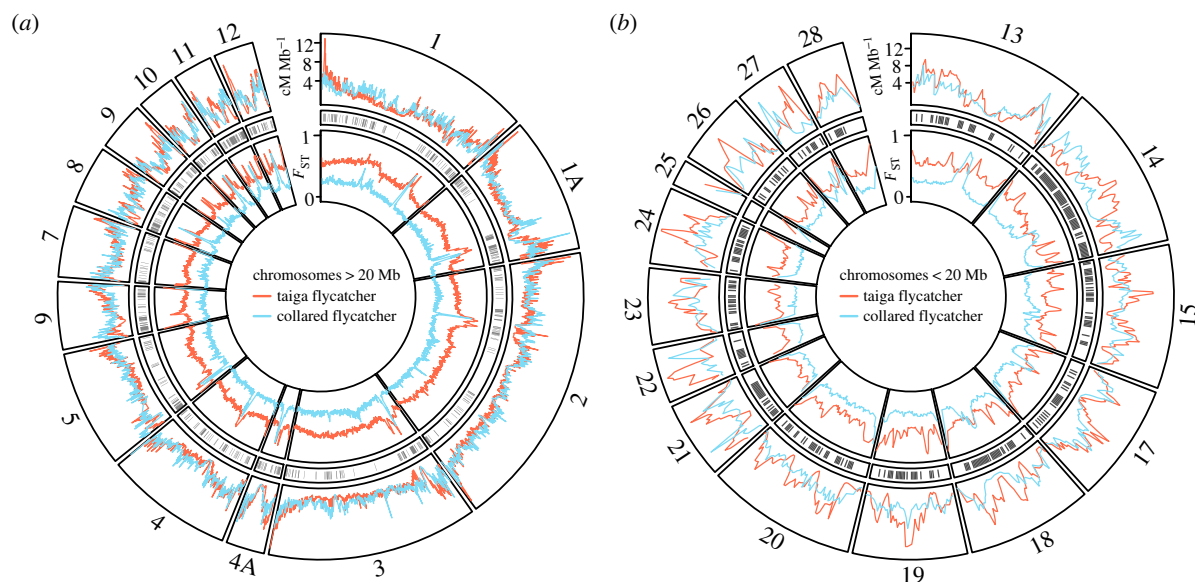 (a)
1
1A
2
3
4A
4
5
6
7
8
9
10
11
12
12
8
4
cM Mb⁻¹
1
F_ST
0
chromosomes > 20 Mb
taiga flycatcher
collared flycatcher
(b)
13
14
15
17
18
19
20
21
22
23
24
25
26
27
28
12
8
4
cM Mb⁻¹
1
F_ST
0
chromosomes < 20 Mb
taiga flycatcher
collared flycatcher